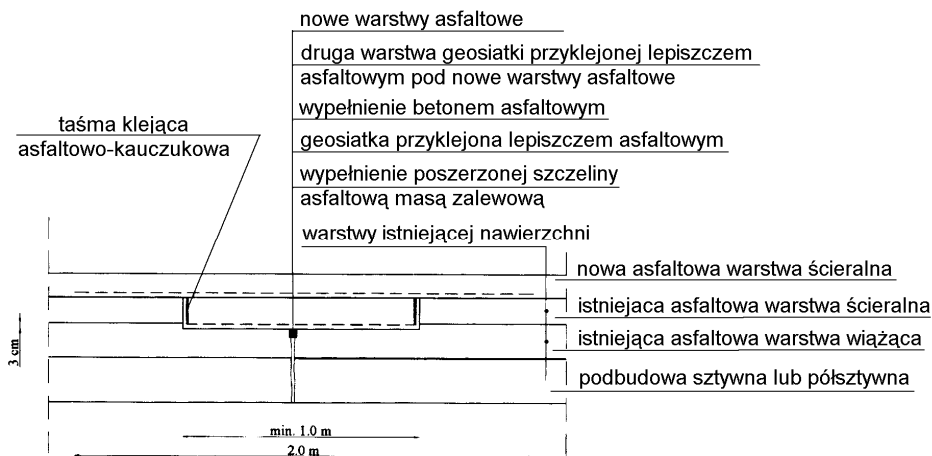 nowe warstwy asfaltowe
druga warstwa geosiatki przyklejonej lepiszczem
asfaltowym pod nowe warstwy asfaltowe
wypełnienie betonem asfaltowym
taśma klejąca
asfaltowo-kauczukowa
geosiatka przyklejona lepiszczem asfaltowym
wypełnienie poszerzonej szczeliny
asfaltową masą zalewową
warstwy istniejącej nawierzchni
nowa asfaltowa warstwa ścieralna
istniejaca asfaltowa warstwa ścieralna
istniejąca asfaltowa warstwa wiążąca
3 cm
podbudowa sztywna lub półsztywna
min. 1.0 m
2.0 m